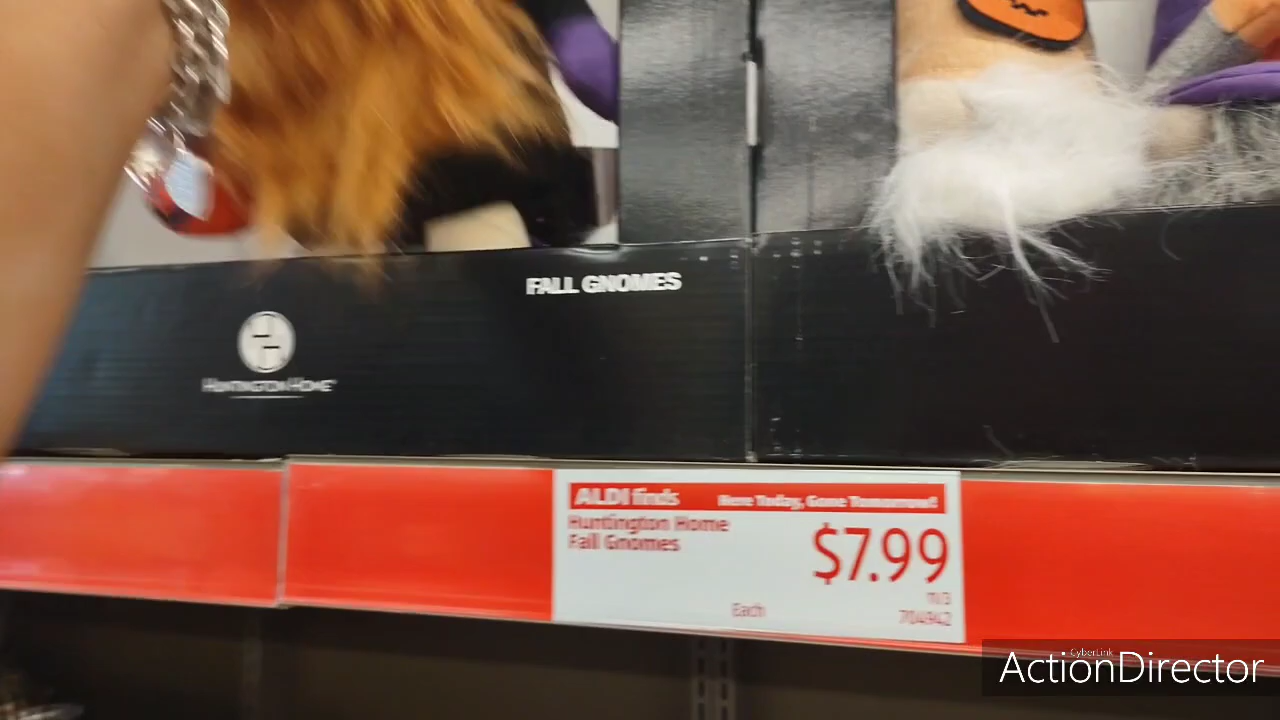 FALL GNOMES
HUNTINGTON HOME
ALDI finds Here Today, Gone Tomorrow!
Huntington Home
Fall Gnomes
$7.99
Each
704942
CyberLink
ActionDirector